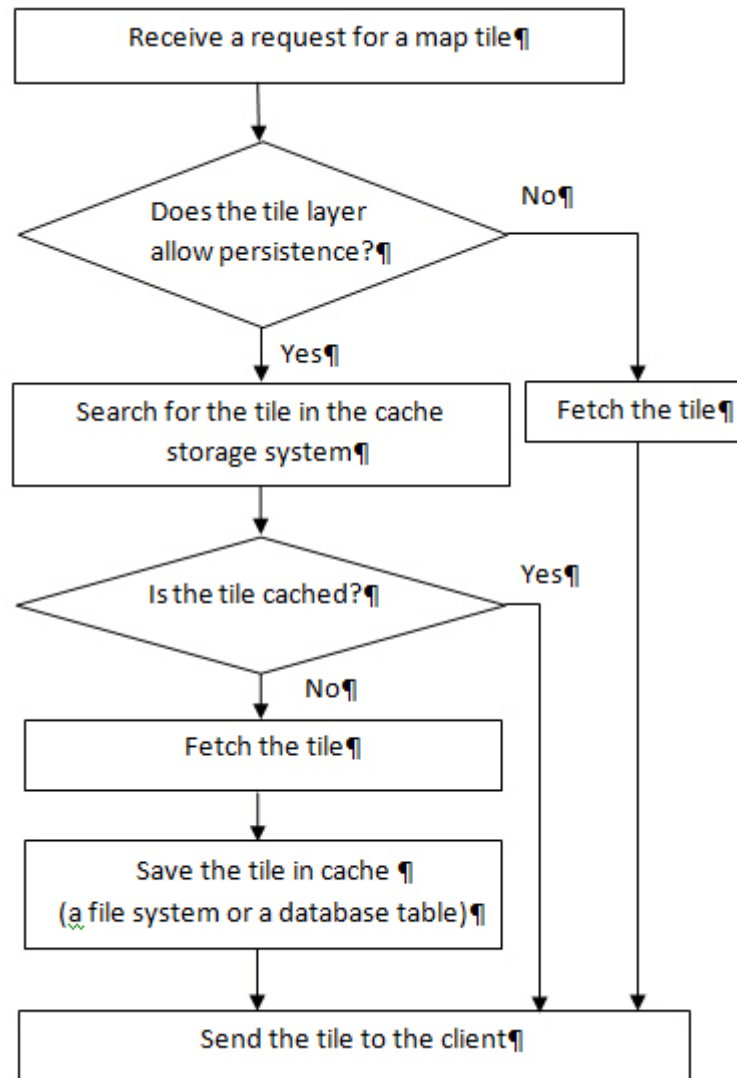 Receive a request for a map tile¶
Does the tile layer
allow persistence?¶
No¶
Yes¶
Search for the tile in the cache
storage system¶
Fetch the tile¶
Is the tile cached?¶
Yes¶
No¶
Fetch the tile¶
Save the tile in cache ¶
(a file system or a database table)¶
Send the tile to the client¶